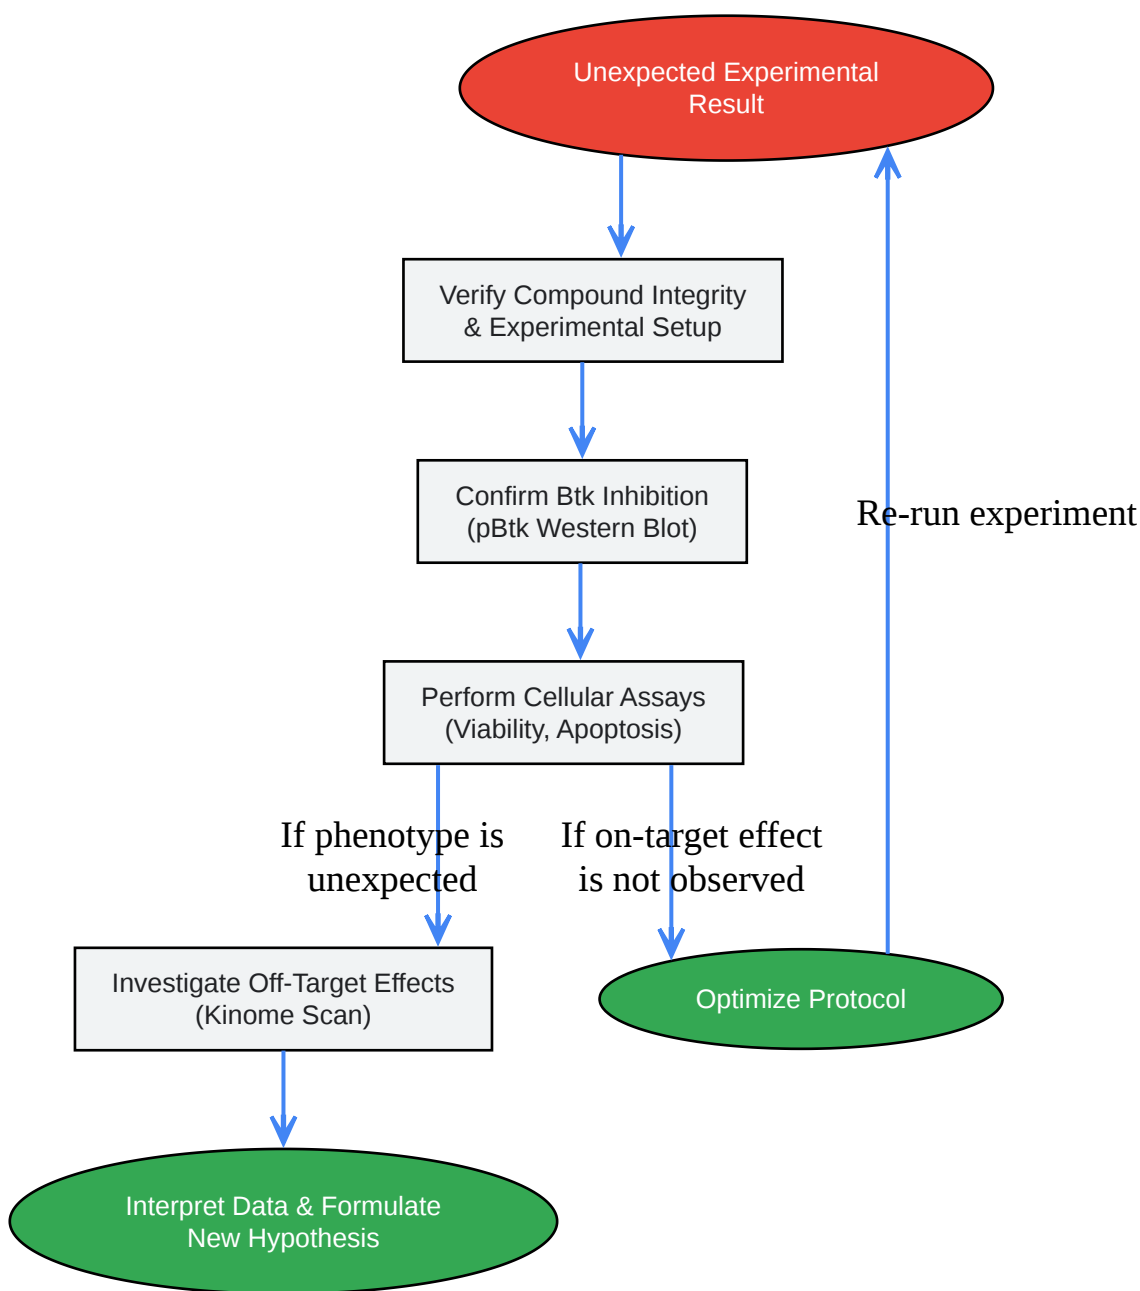 Unexpected Experimental
Result
Verify Compound Integrity
& Experimental Setup
Confirm Btk Inhibition
(pBtk Western Blot)
Re-run experiment
Perform Cellular Assays
(Viability, Apoptosis)
If phenotype is
unexpected
If on-target effect
is not observed
Investigate Off-Target Effects
(Kinome Scan)
Optimize Protocol
Interpret Data & Formulate
New Hypothesis